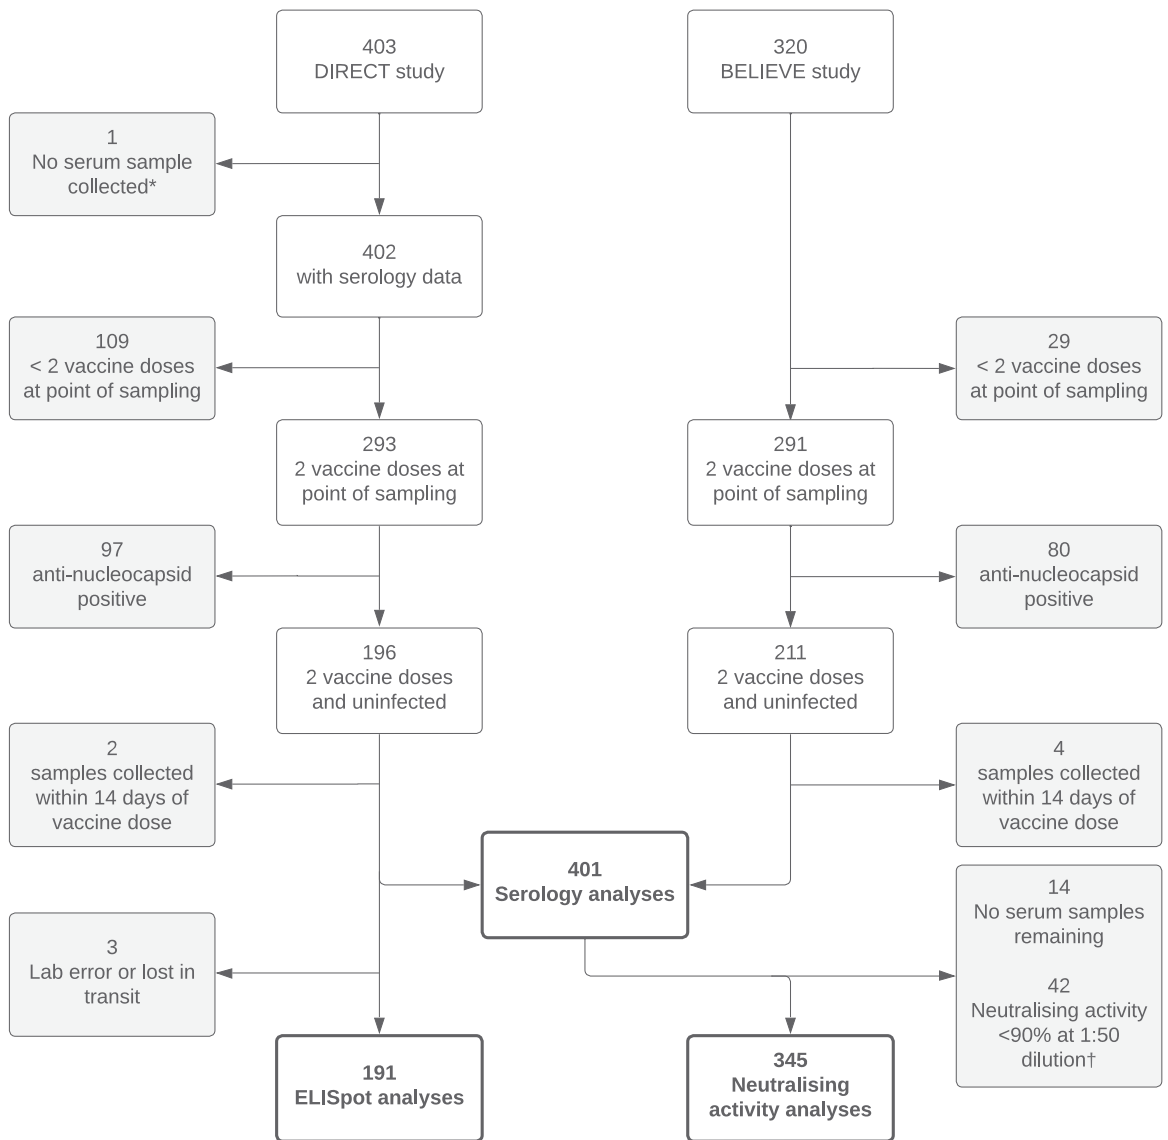 403
DIRECT study
320
BELIEVE study
1
No serum sample
collected*
402
with serology data
109
< 2 vaccine doses
at point of sampling
29
< 2 vaccine doses
at point of sampling
293
2 vaccine doses at
point of sampling
291
2 vaccine doses at
point of sampling
97
anti-nucleocapsid
positive
80
anti-nucleocapsid
positive
196
2 vaccine doses
and uninfected
211
2 vaccine doses
and uninfected
2
samples collected
within 14 days of
vaccine dose
4
samples collected
within 14 days of
vaccine dose
401
Serology analyses
3
Lab error or lost in
transit
14
No serum samples
remaining
42
Neutralising activity
<90% at 1:50
dilution†
191
ELISpot analyses
345
Neutralising
activity analyses